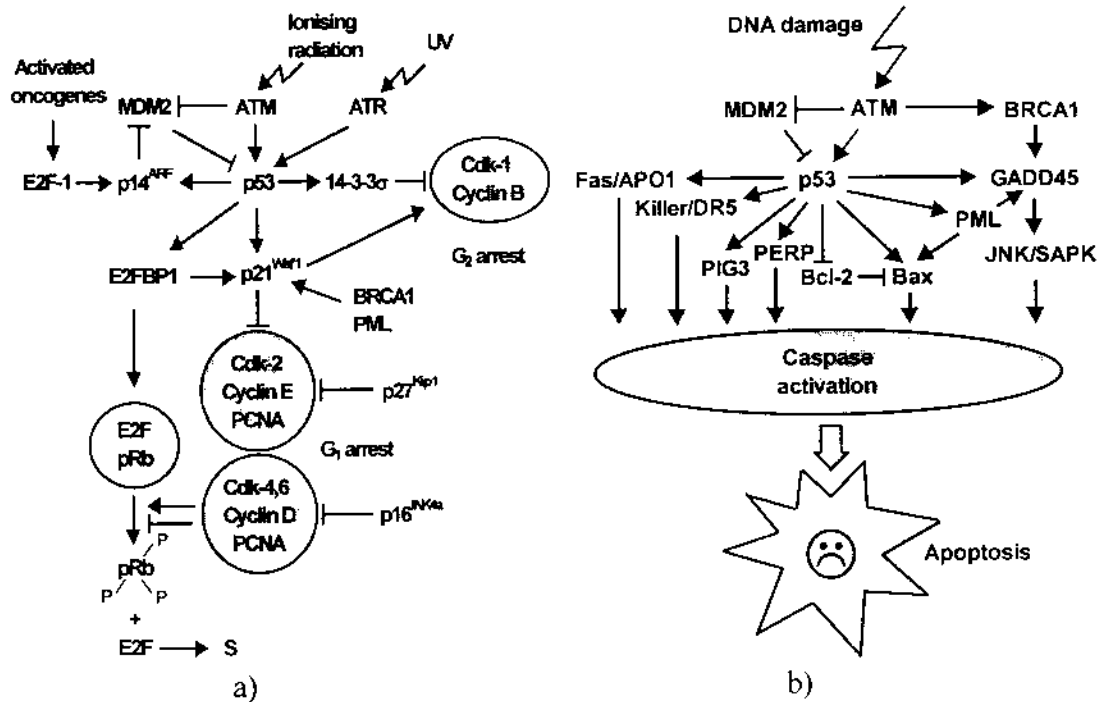 Ionising
radiation
UV
Activated
oncogenes
MDM2
ATM
ATR
E2F-1
p14ARF
p53
14-3-3σ
Cdk-1
Cyclin B
G2 arrest
E2FBP1
p21Waf1
BRCA1
PML
Cdk-2
Cyclin E
PCNA
p27Kip1
E2F
pRb
G1 arrest
Cdk-4,6
Cyclin D
PCNA
p16INK4a
P
pRb
P
P
+
E2F
S
a)
DNA damage
MDM2
ATM
BRCA1
Fas/APO1
p53
GADD45
Killer/DR5
PML
PIG3
PERP
Bcl-2
Bax
JNK/SAPK
Caspase
activation
Apoptosis
b)